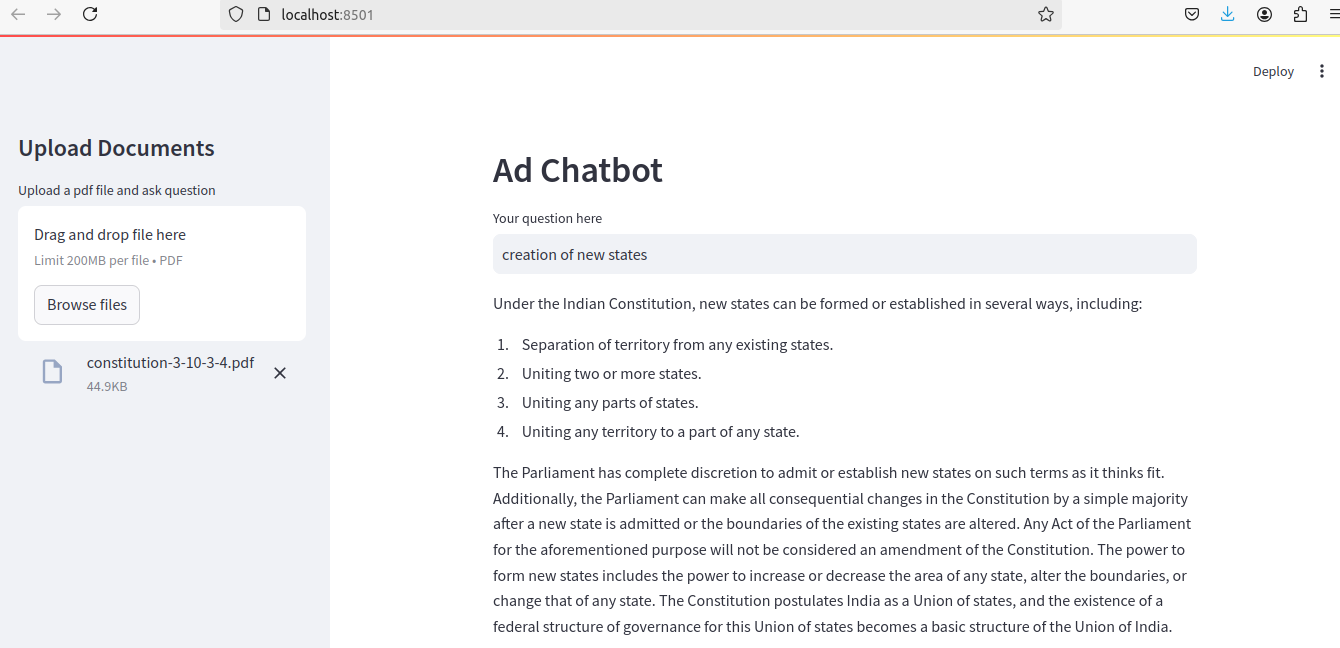 localhost:8501
Deploy
Upload Documents
Upload a pdf file and ask question
Drag and drop file here
Limit 200MB per file • PDF
Browse files
constitution-3-10-3-4.pdf
44.9KB
Ad Chatbot
Your question here
creation of new states
Under the Indian Constitution, new states can be formed or established in several ways, including:
1. Separation of territory from any existing states.
2. Uniting two or more states.
3. Uniting any parts of states.
4. Uniting any territory to a part of any state.
The Parliament has complete discretion to admit or establish new states on such terms as it thinks fit.
Additionally, the Parliament can make all consequential changes in the Constitution by a simple majority
after a new state is admitted or the boundaries of the existing states are altered. Any Act of the Parliament
for the aforementioned purpose will not be considered an amendment of the Constitution. The power to
form new states includes the power to increase or decrease the area of any state, alter the boundaries, or
change that of any state. The Constitution postulates India as a Union of states, and the existence of a
federal structure of governance for this Union of states becomes a basic structure of the Union of India.